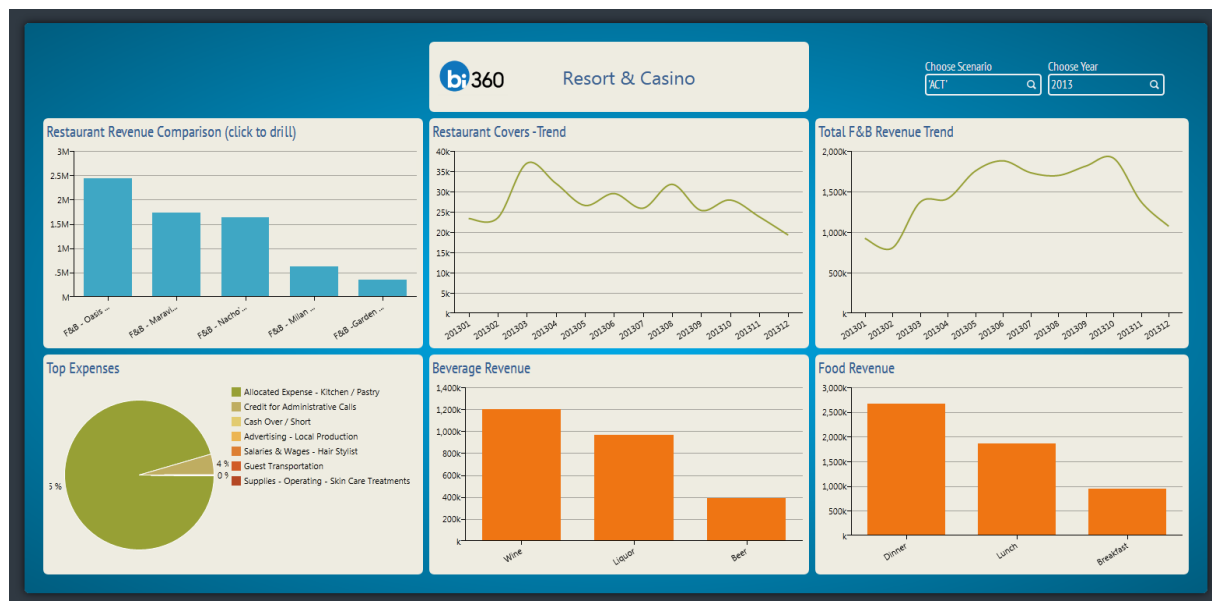 bi 360
Resort & Casino
Choose Scenario
Choose Year
'ACT'
2013
Restaurant Revenue Comparison (click to drill)
3M
2.5M
2M
1.5M
1M
.5M
M
F&B - Oasis ...
F&B - Maravi...
F&B - Nacho'...
F&B - Milan ...
F&B -Garden ...
Restaurant Covers -Trend
40k
35k
30k
25k
20k
15k
10k
5k
k
201301
201302
201303
201304
201305
201306
201307
201308
201309
201310
201311
201312
Total F&B Revenue Trend
2,000k
1,500k
1,000k
500k
k
201301
201302
201303
201304
201305
201306
201307
201308
201309
201310
201311
201312
Top Expenses
Allocated Expense - Kitchen / Pastry
Credit for Administrative Calls
Cash Over / Short
Advertising - Local Production
Salaries & Wages - Hair Stylist
Guest Transportation
Supplies - Operating - Skin Care Treatments
4 %
0 %
%
Beverage Revenue
1,400k
1,200k
1,000k
800k
600k
400k
200k
k
Wine
Liquor
Beer
Food Revenue
3,000k
2,500k
2,000k
1,500k
1,000k
500k
k
Dinner
Lunch
Breakfast